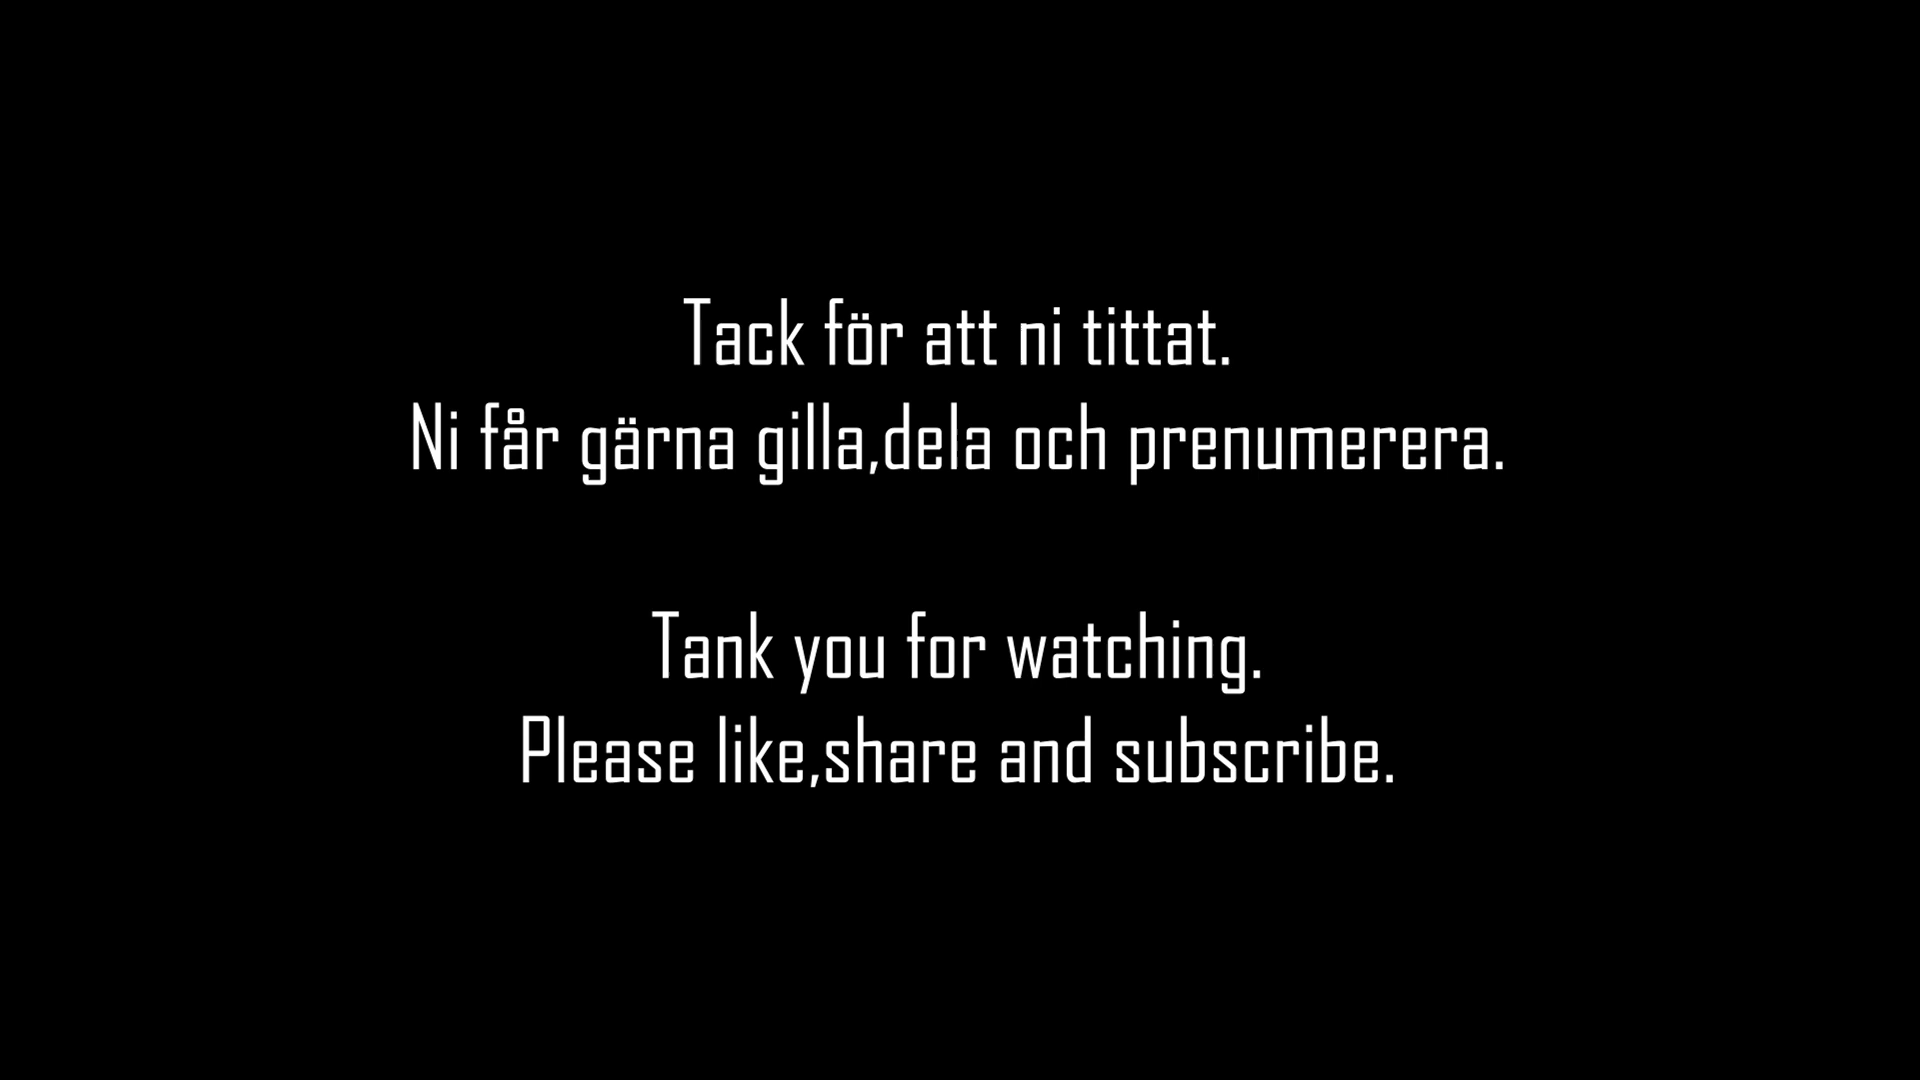 Tack för att ni tittat.
Ni får gärna gilla,dela och prenumerera.
Tank you for watching.
Please like,share and subscribe.